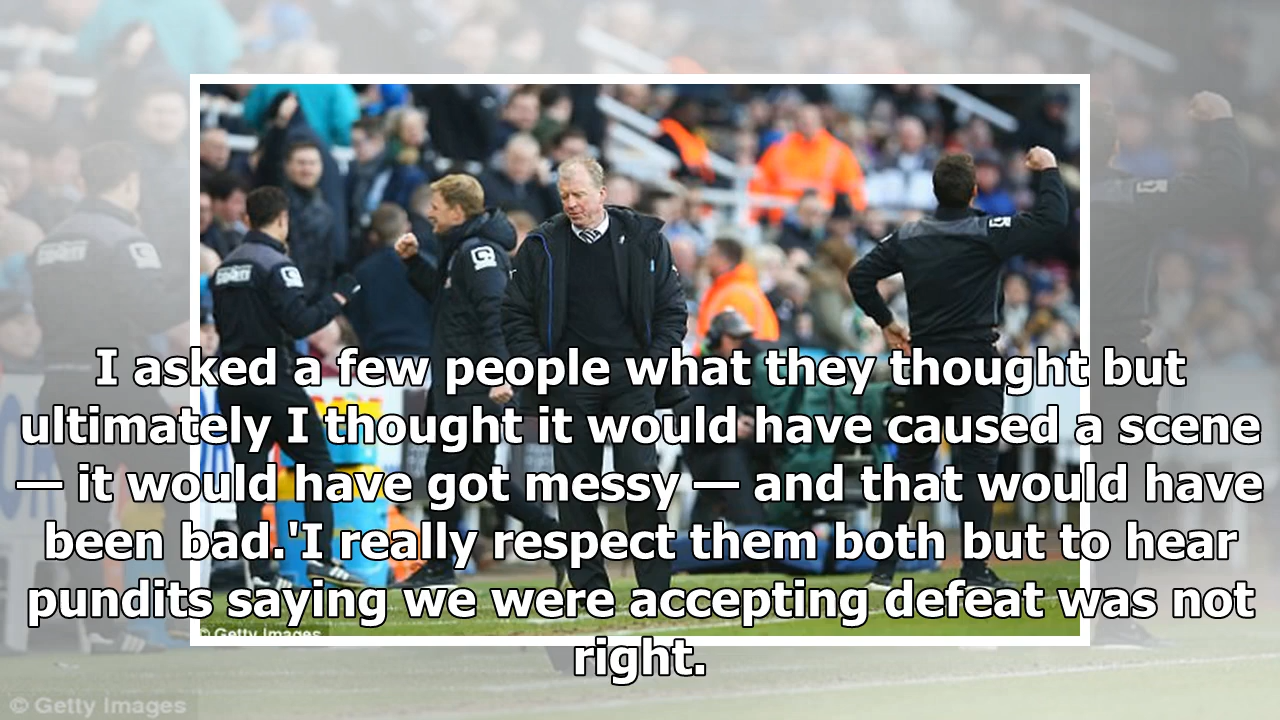 I asked a few people what they thought but
ultimately I thought it would have caused a scene
— it would have got messy — and that would have
been bad.'I really respect them both but to hear
pundits saying we were accepting defeat was not
right.
© Getty Images
© Getty Images